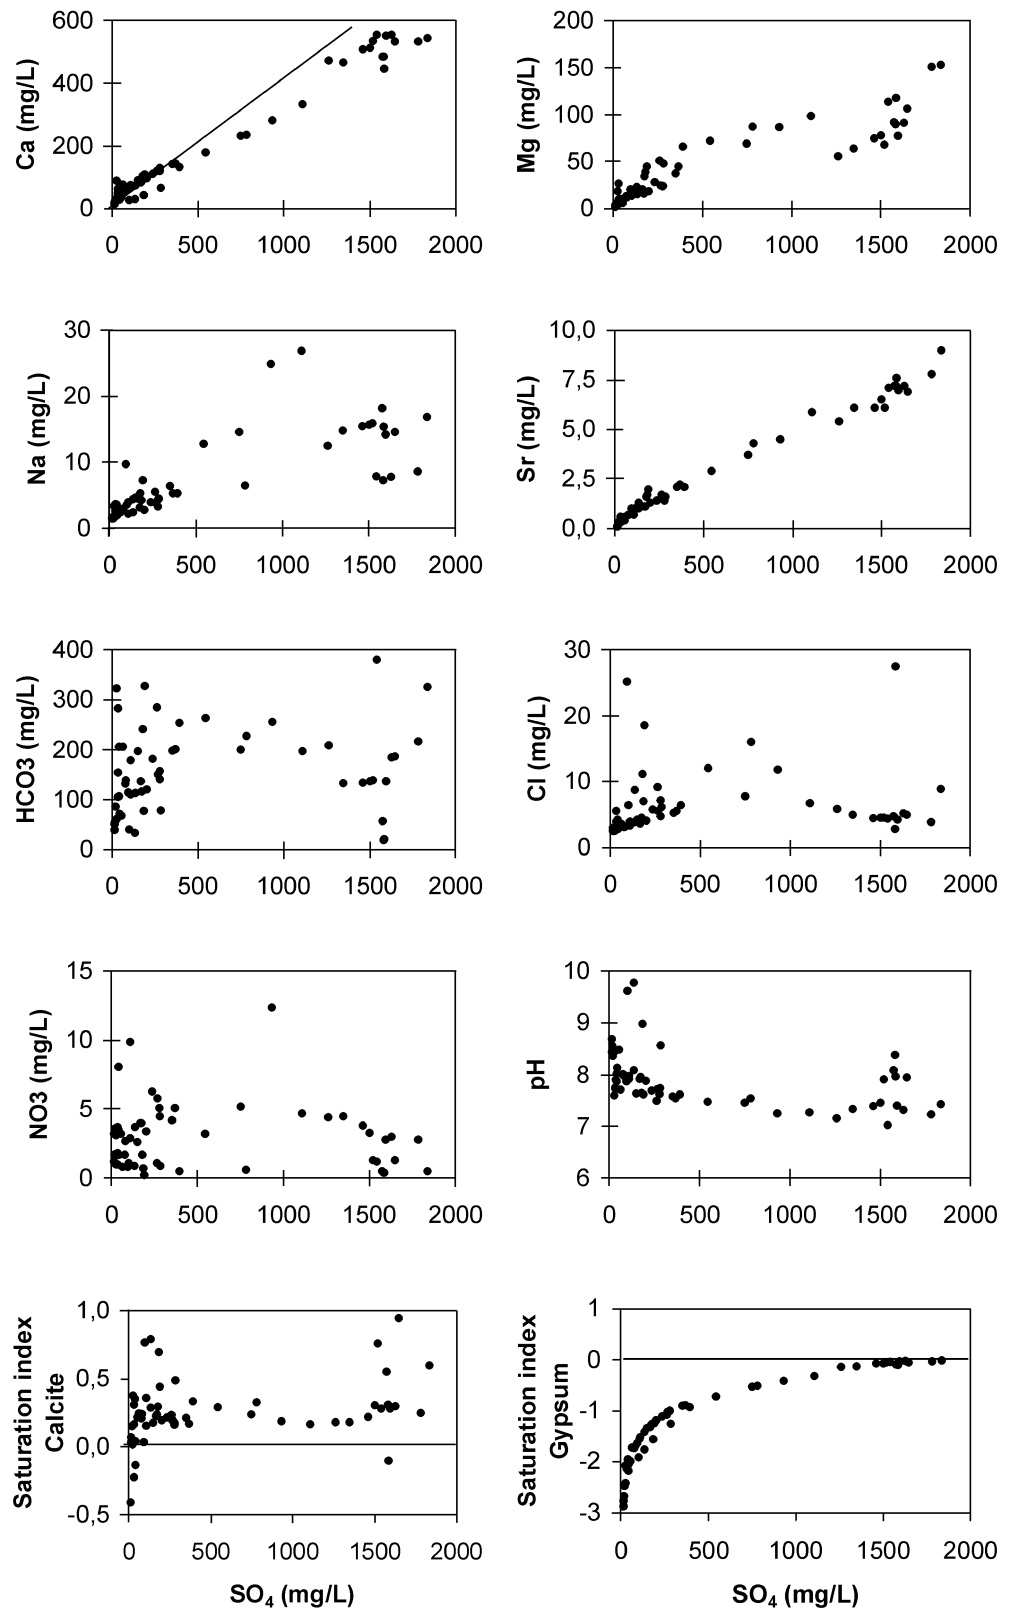 600
400
200
0
Ca (mg/L)
0 500 1000 1500 2000
200
150
100
50
0
Mg (mg/L)
0 500 1000 1500 2000
30
20
10
0
Na (mg/L)
0 500 1000 1500 2000
10,0
7,5
5,0
2,5
0,0
Sr (mg/L)
0 500 1000 1500 2000
400
300
200
100
0
HCO3 (mg/L)
0 500 1000 1500 2000
30
20
10
0
Cl (mg/L)
0 500 1000 1500 2000
15
10
5
0
NO3 (mg/L)
0 500 1000 1500 2000
10
9
8
7
6
pH
0 500 1000 1500 2000
1,0
0,5
0,0
-0,5
Saturation index
Calcite
0 500 1000 1500 2000
SO₄ (mg/L)
1
0
-1
-2
-3
Saturation index
Gypsum
0 500 1000 1500 2000
SO₄ (mg/L)